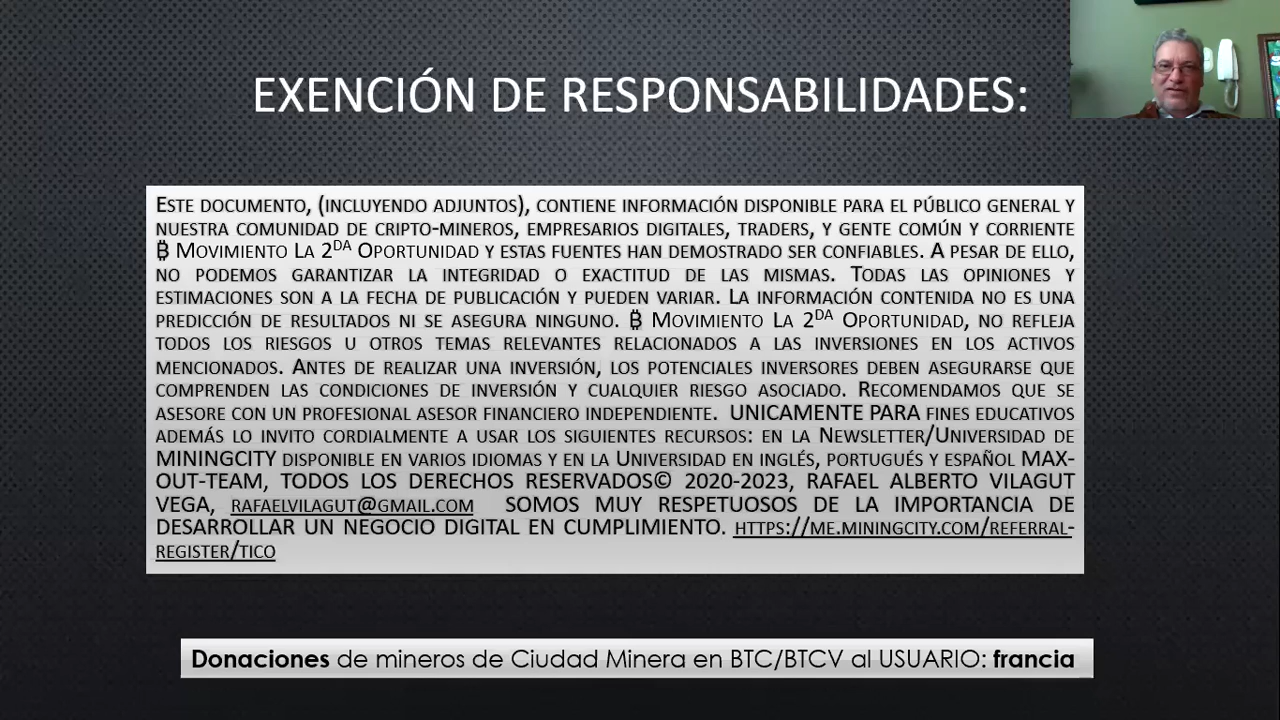 EXENCIÓN DE RESPONSABILIDADES:
ESTE DOCUMENTO, (INCLUYENDO ADJUNTOS), CONTIENE INFORMACIÓN DISPONIBLE PARA EL PÚBLICO GENERAL Y
NUESTRA COMUNIDAD DE CRIPTO-MINEROS, EMPRESARIOS DIGITALES, TRADERS, Y GENTE COMÚN Y CORRIENTE
₿ MOVIMIENTO LA 2DA OPORTUNIDAD Y ESTAS FUENTES HAN DEMOSTRADO SER CONFIABLES. A PESAR DE ELLO,
NO PODEMOS GARANTIZAR LA INTEGRIDAD O EXACTITUD DE LAS MISMAS. TODAS LAS OPINIONES Y
ESTIMACIONES SON A LA FECHA DE PUBLICACIÓN Y PUEDEN VARIAR. LA INFORMACIÓN CONTENIDA NO ES UNA
PREDICCIÓN DE RESULTADOS NI SE ASEGURA NINGUNO. ₿ MOVIMIENTO LA 2DA OPORTUNIDAD, NO REFLEJA
TODOS LOS RIESGOS U OTROS TEMAS RELEVANTES RELACIONADOS A LAS INVERSIONES EN LOS ACTIVOS
MENCIONADOS. ANTES DE REALIZAR UNA INVERSIÓN, LOS POTENCIALES INVERSORES DEBEN ASEGURARSE QUE
COMPRENDEN LAS CONDICIONES DE INVERSIÓN Y CUALQUIER RIESGO ASOCIADO. RECOMENDAMOS QUE SE
ASESORE CON UN PROFESIONAL ASESOR FINANCIERO INDEPENDIENTE. UNICAMENTE PARA FINES EDUCATIVOS
ADEMÁS LO INVITO CORDIALMENTE A USAR LOS SIGUIENTES RECURSOS: EN LA NEWSLETTER/UNIVERSIDAD DE
MININGCITY DISPONIBLE EN VARIOS IDIOMAS Y EN LA UNIVERSIDAD EN INGLÉS, PORTUGUÉS Y ESPAÑOL MAX-
OUT-TEAM, TODOS LOS DERECHOS RESERVADOS© 2020-2023, RAFAEL ALBERTO VILAGUT
VEGA, RAFAELVILAGUT@GMAIL.COM SOMOS MUY RESPETUOSOS DE LA IMPORTANCIA DE
DESARROLLAR UN NEGOCIO DIGITAL EN CUMPLIMIENTO. HTTPS://ME.MININGCITY.COM/REFERRAL-
REGISTER/TICO
Donaciones de mineros de Ciudad Minera en BTC/BTCV al USUARIO: francia